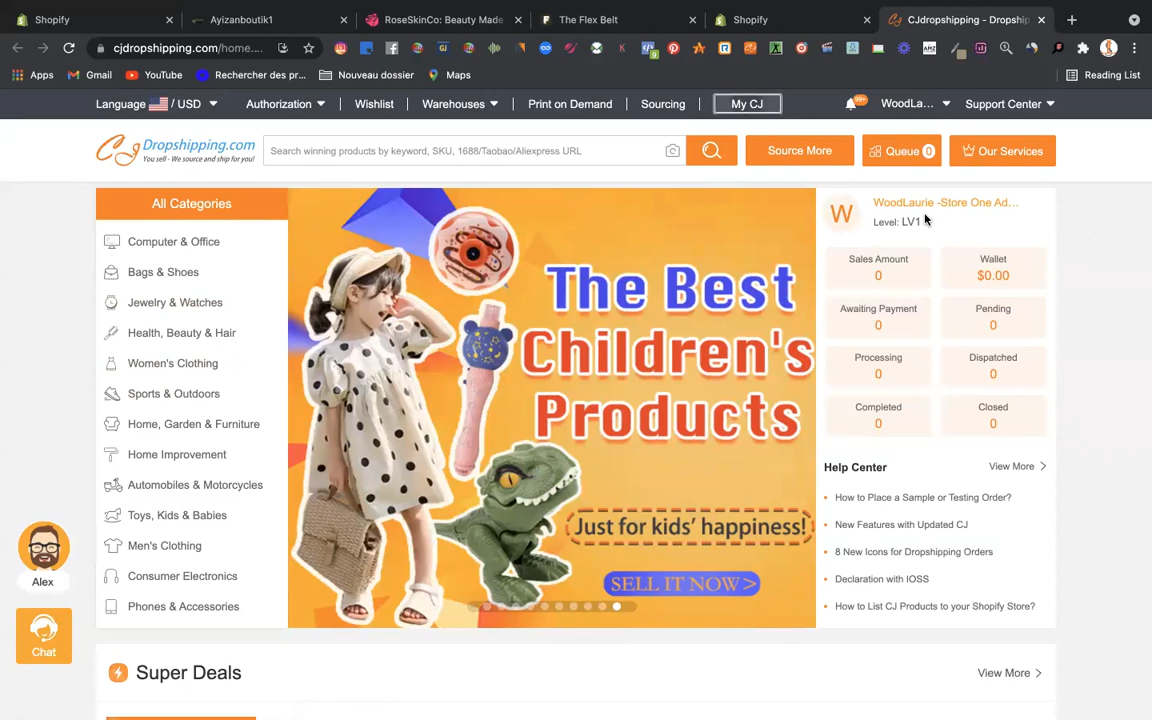 Shopify
Ayizanboutik1
RoseSkinCo: Beauty Made
The Flex Belt
Shopify
CJdropshipping - Dropship
cjdropshipping.com/home....
Apps
Gmail
YouTube
Rechercher des pr...
Nouveau dossier
Maps
Reading List
Language / USD
Authorization
Wishlist
Warehouses
Print on Demand
Sourcing
My CJ
99+
WoodLa...
Support Center
CJ Dropshipping.com
You sell - We source and ship for you!
Search winning products by keyword, SKU, 1688/Taobao/Aliexpress URL
Source More
Queue 0
Our Services
All Categories
Computer & Office
Bags & Shoes
Jewelry & Watches
Health, Beauty & Hair
Women's Clothing
Sports & Outdoors
Home, Garden & Furniture
Home Improvement
Automobiles & Motorcycles
Toys, Kids & Babies
Men's Clothing
Consumer Electronics
Phones & Accessories
The Best
Children's
Products
Just for kids' happiness!
SELL IT NOW >
W
WoodLaurie -Store One Ad...
Level: LV1
Sales Amount
0
Wallet
$0.00
Awaiting Payment
0
Pending
0
Processing
0
Dispatched
0
Completed
0
Closed
0
Help Center
View More
How to Place a Sample or Testing Order?
New Features with Updated CJ
8 New Icons for Dropshipping Orders
Declaration with IOSS
How to List CJ Products to your Shopify Store?
Alex
Chat
Super Deals
View More